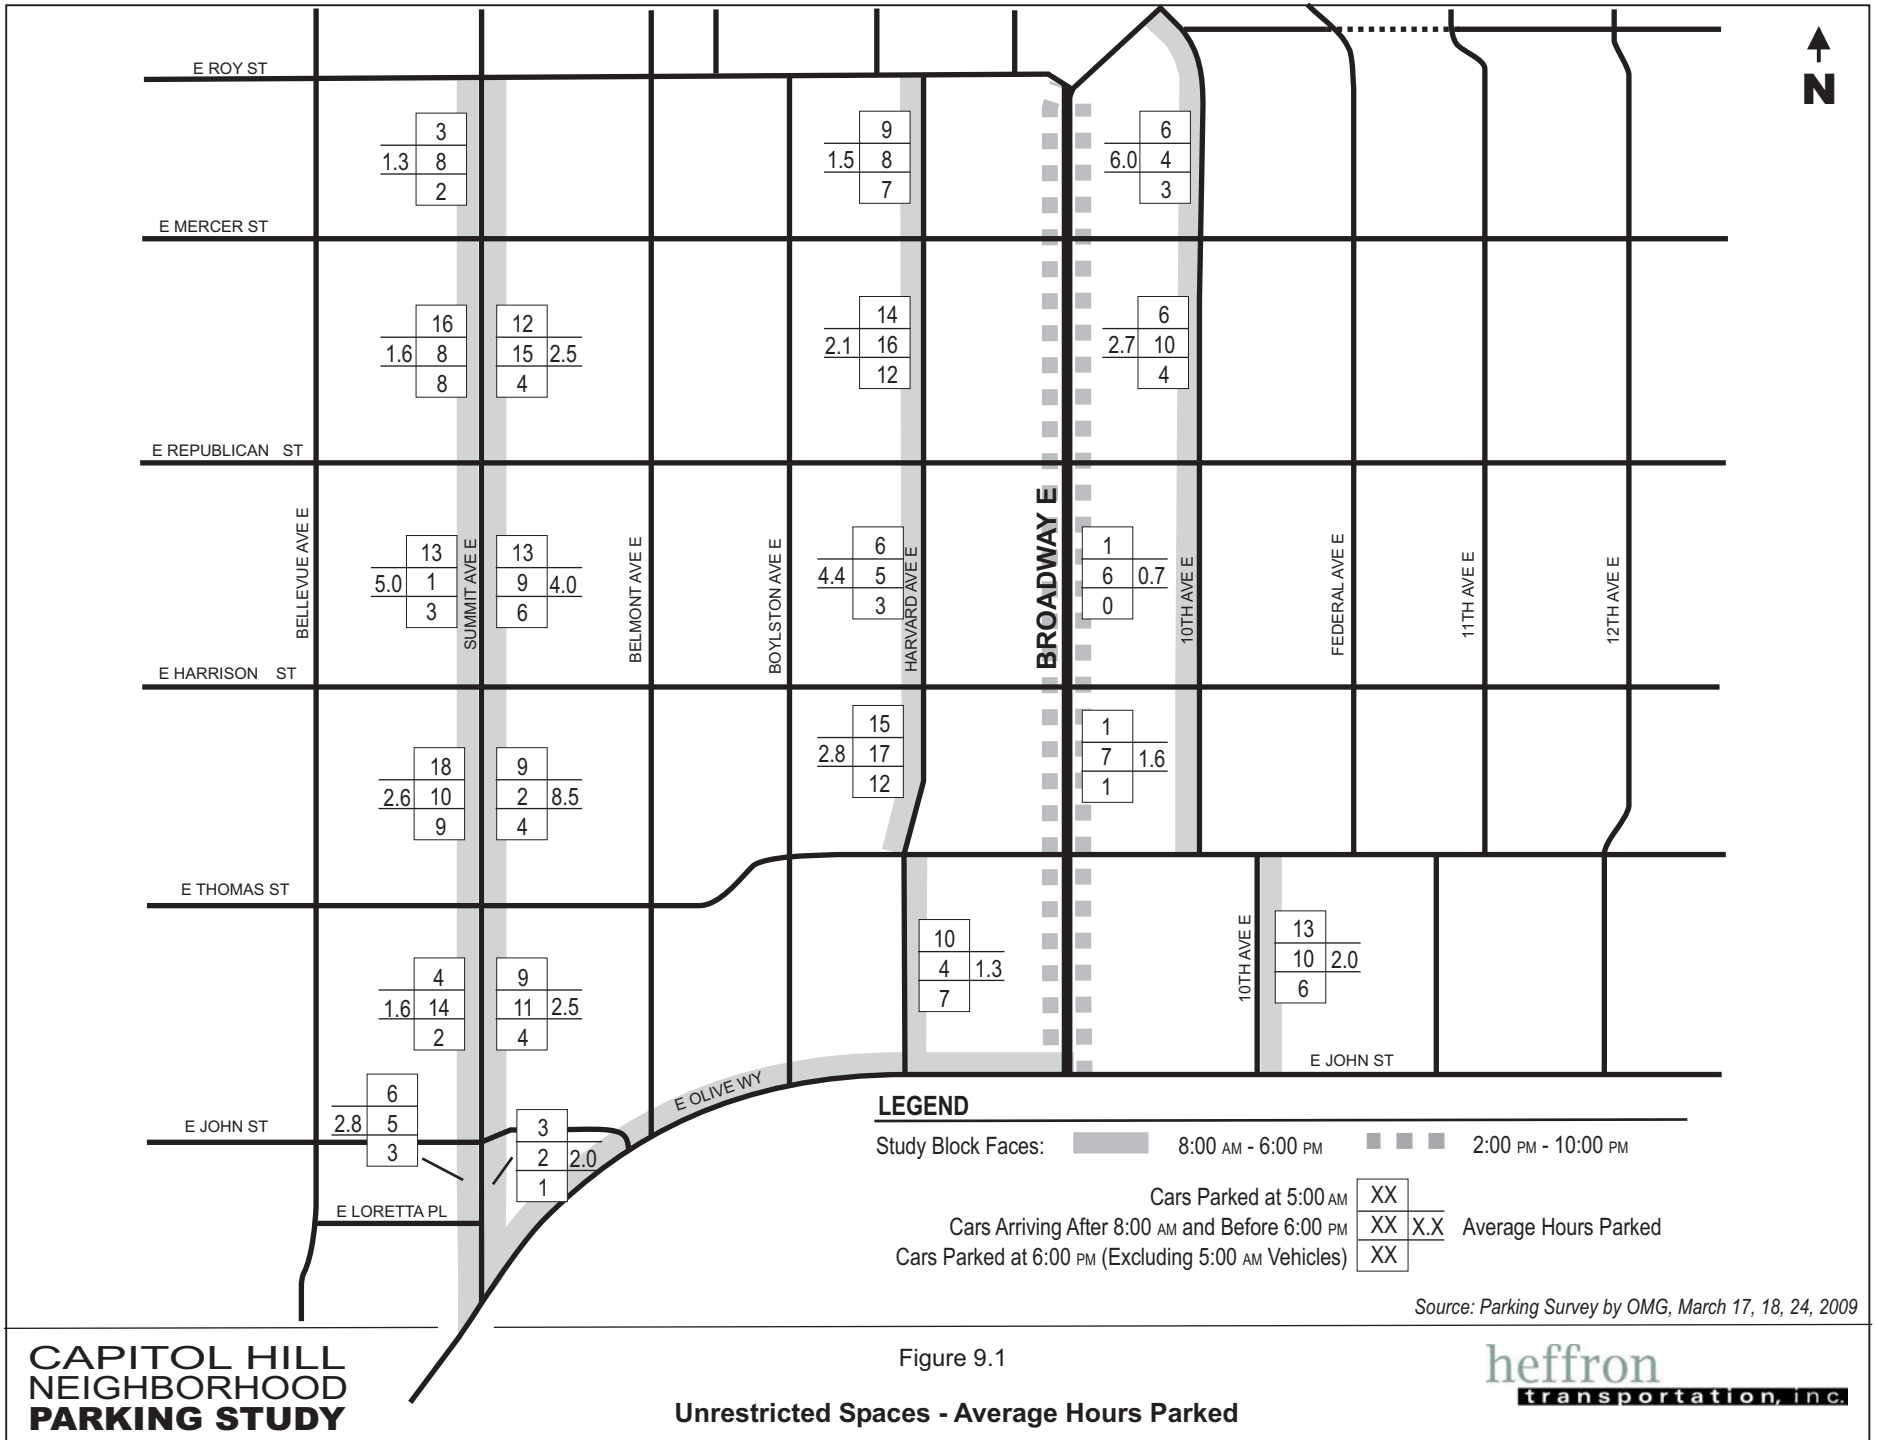 E ROY ST
N
3
1.3 8
2
9
1.5 8
7
6
6.0 4
3
E MERCER ST
16
1.6 8
8
12
15 2.5
4
14
2.1 16
12
6
2.7 10
4
E REPUBLICAN ST
BELLEVUE AVE E
13
5.0 1
3
SUMMIT AVE E
13
9 4.0
6
BELMONT AVE E
BOYLSTON AVE E
6
4.4 5
3
HARVARD AVE E
BROADWAY E
1
6 0.7
0
10TH AVE E
FEDERAL AVE E
11TH AVE E
12TH AVE E
E HARRISON ST
18
2.6 10
9
9
2 8.5
4
15
2.8 17
12
1
7 1.6
1
E THOMAS ST
4
1.6 14
2
9
11 2.5
4
10
4 1.3
7
10TH AVE E
13
10 2.0
6
E JOHN ST
6
2.8 5
3
E JOHN ST
3
2 2.0
1
E OLIVE WY
E LORETTA PL
LEGEND
Study Block Faces: 8:00 AM - 6:00 PM 2:00 PM - 10:00 PM
Cars Parked at 5:00 AM XX
Cars Arriving After 8:00 AM and Before 6:00 PM XX X.X Average Hours Parked
Cars Parked at 6:00 PM (Excluding 5:00 AM Vehicles) XX
Source: Parking Survey by OMG, March 17, 18, 24, 2009
CAPITOL HILL
NEIGHBORHOOD
PARKING STUDY
Figure 9.1
Unrestricted Spaces - Average Hours Parked
heffron
transportation, inc.